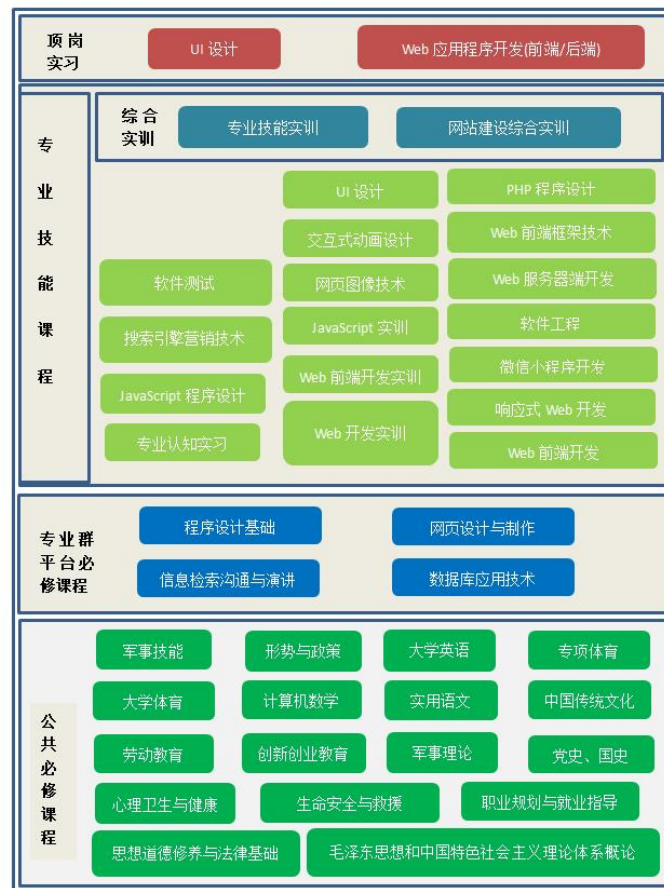 顶岗
实习
UI 设计
Web 应用程序开发(前端/后端)
专
业
技
能
课
程
综合
实训
专业技能实训
网站建设综合实训
UI 设计
PHP 程序设计
交互式动画设计
Web 前端框架技术
软件测试
网页图像技术
Web 服务器端开发
搜索引擎营销技术
JavaScript 实训
软件工程
JavaScript 程序设计
Web 前端开发实训
微信小程序开发
专业认知实习
Web 开发实训
响应式 Web 开发
Web 前端开发
专业群
平台必
修课程
程序设计基础
网页设计与制作
信息检索沟通与演讲
数据库应用技术
公
共
必
修
课
程
军事技能
形势与政策
大学英语
专项体育
大学体育
计算机数学
实用语文
中国传统文化
劳动教育
创新创业教育
军事理论
党史、国史
心理卫生与健康
生命安全与救援
职业规划与就业指导
思想道德修养与法律基础
毛泽东思想和中国特色社会主义理论体系概论